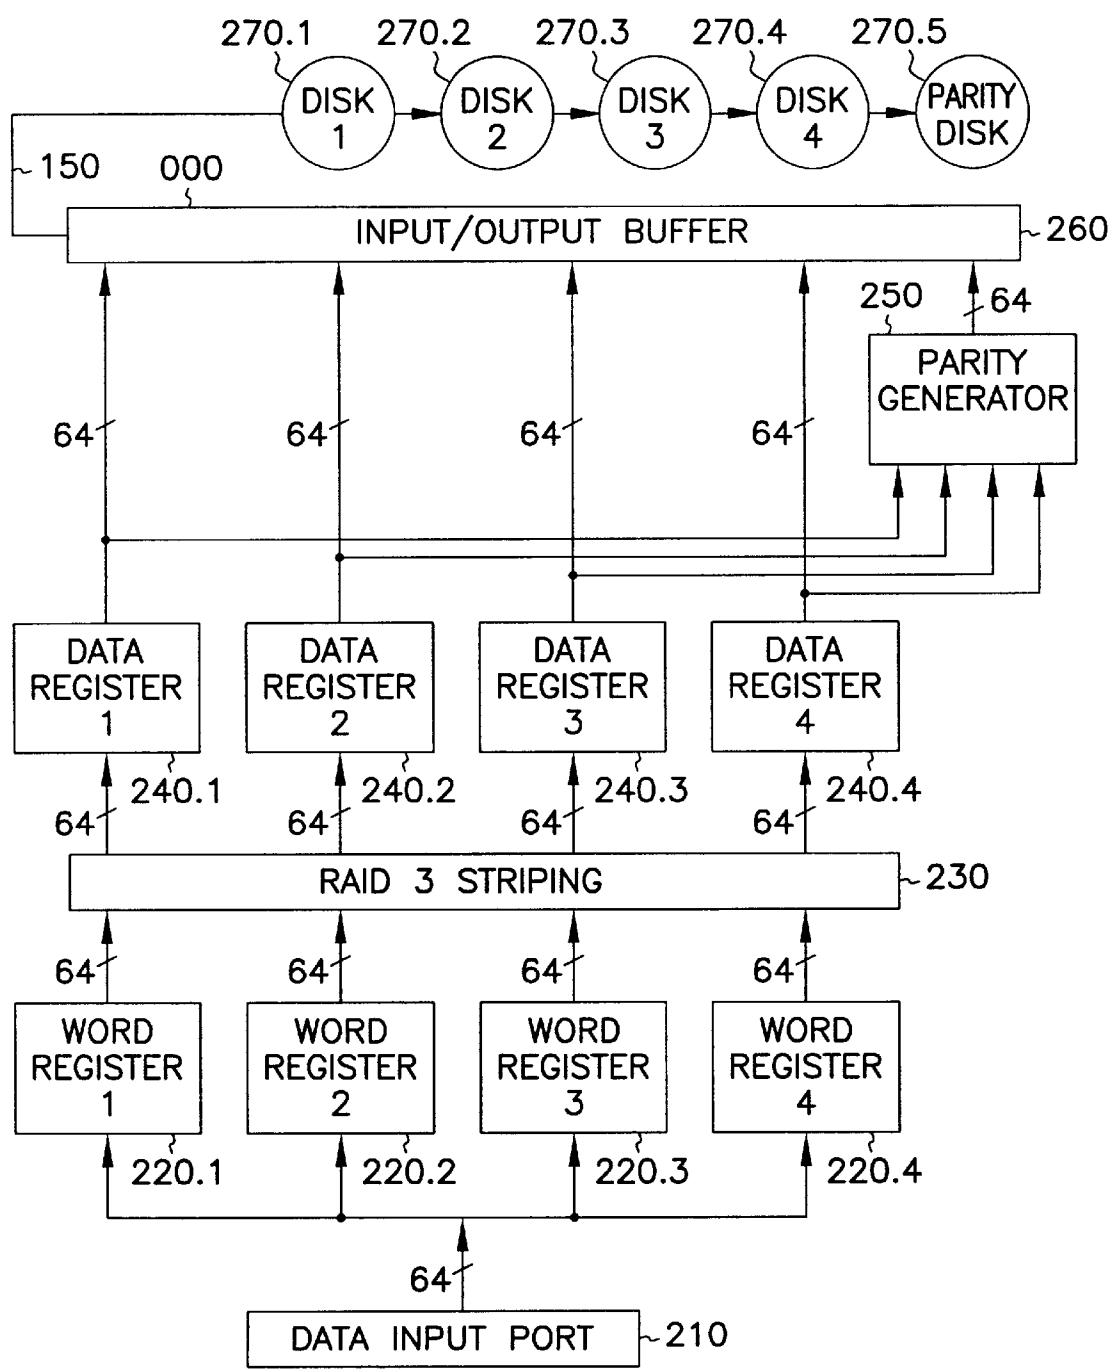 270.1 270.2 270.3 270.4 270.5
DISK 1
DISK 2
DISK 3
DISK 4
PARITY DISK
150
000
INPUT/OUTPUT BUFFER
260
250
64
PARITY
GENERATOR
64 64 64 64
DATA REGISTER 1
DATA REGISTER 2
DATA REGISTER 3
DATA REGISTER 4
240.1 240.2 240.3 240.4
64 64 64 64
RAID 3 STRIPING
230
64 64 64 64
WORD REGISTER 1
WORD REGISTER 2
WORD REGISTER 3
WORD REGISTER 4
220.1 220.2 220.3 220.4
64
DATA INPUT PORT
210